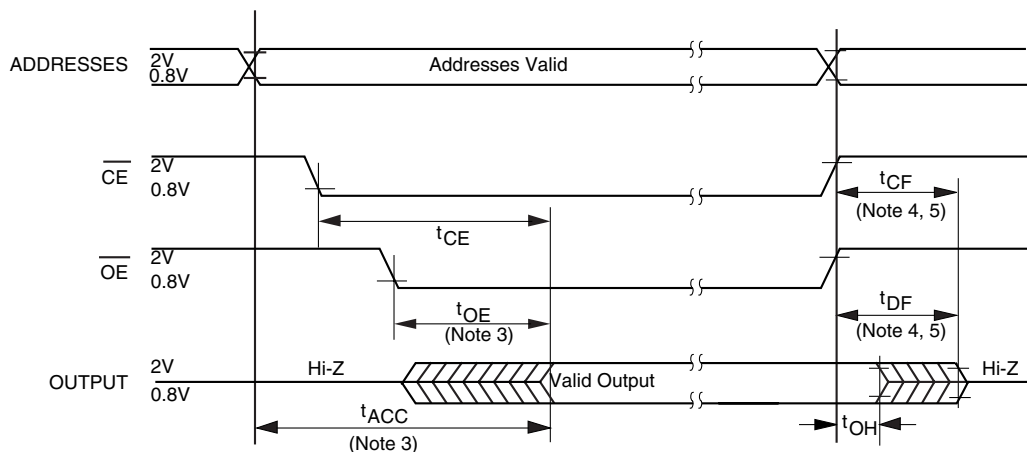 ADDRESSES
2V
0.8V
Addresses Valid
CE
2V
0.8V
tCF
(Note 4, 5)
tCE
OE
2V
0.8V
tOE
(Note 3)
tDF
(Note 4, 5)
OUTPUT
2V
0.8V
Hi-Z
Valid Output
Hi-Z
tACC
(Note 3)
tOH